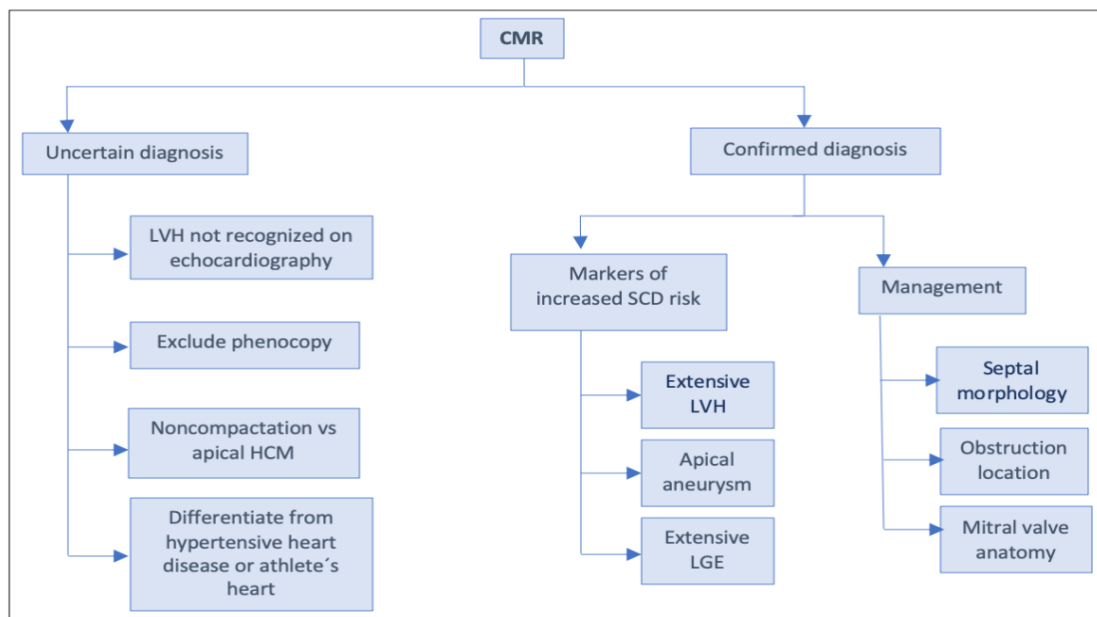 CMR
Uncertain diagnosis
LVH not recognized on
echocardiography
Exclude phenocopy
Noncompactation vs
apical HCM
Differentiate from
hypertensive heart
disease or athlete´s
heart
Confirmed diagnosis
Markers of
increased SCD risk
Extensive
LVH
Apical
aneurysm
Extensive
LGE
Management
Septal
morphology
Obstruction
location
Mitral valve
anatomy